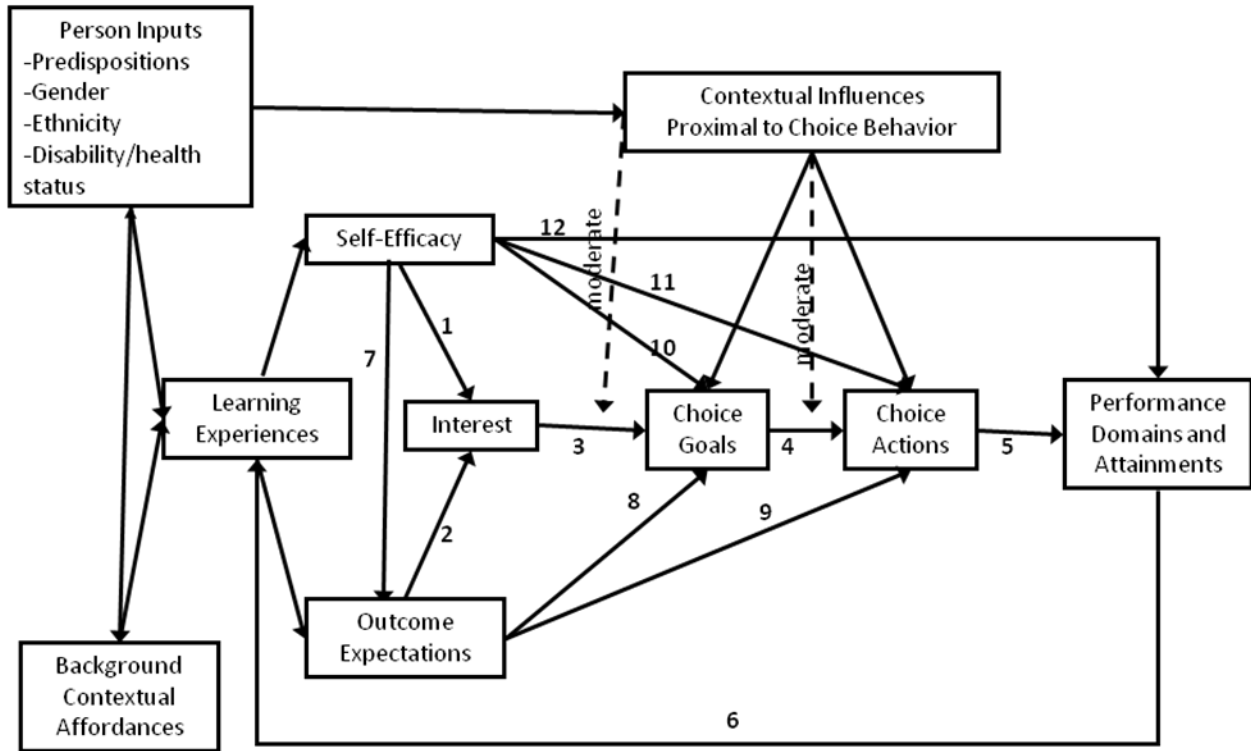 Person Inputs
-Predispositions
-Gender
-Ethnicity
-Disability/health
status
Contextual Influences
Proximal to Choice Behavior
Self-Efficacy
12
moderate
11
moderate
1
10
7
Learning
Experiences
Interest
3
Choice
Goals
4
Choice
Actions
5
Performance
Domains and
Attainments
2
8
9
Outcome
Expectations
Background
Contextual
Affordances
6